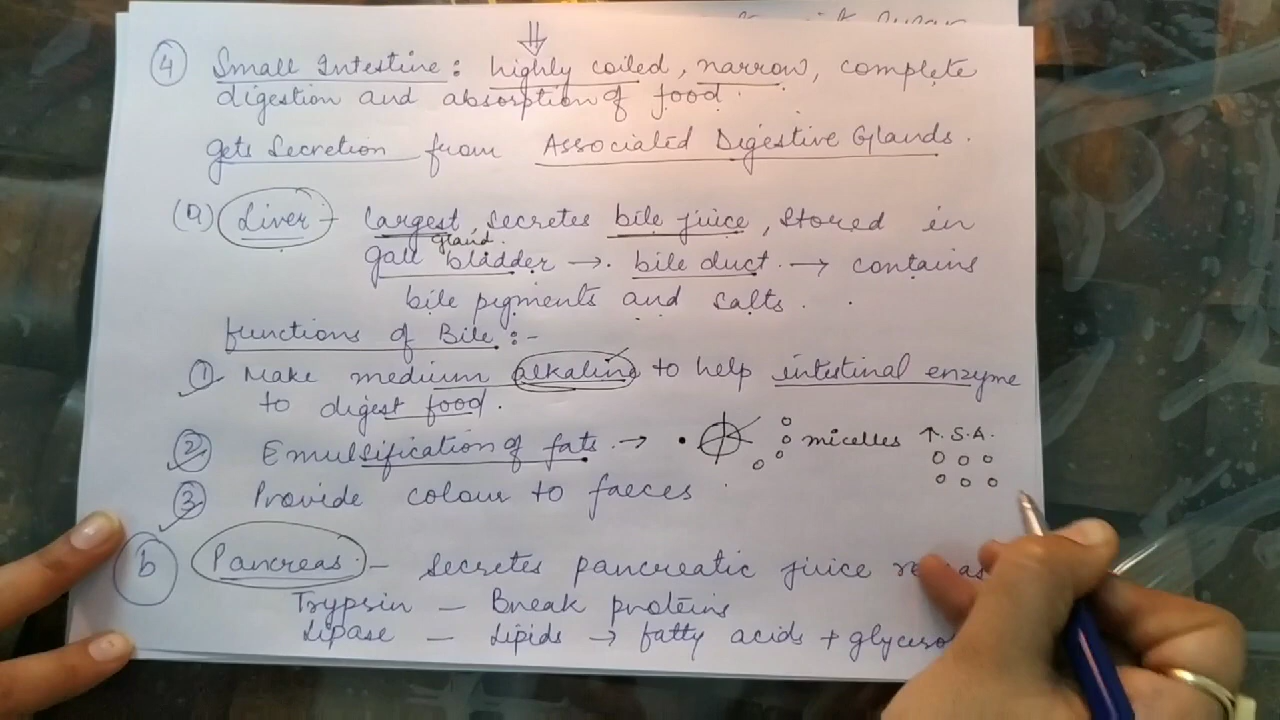 ④ Small Intestine: highly coiled, narrow, complete
digestion and absorption of food.
gets Secretion from Associated Digestive Glands.
(a) Liver - largest, secretes bile juice, stored in
gland.
gall bladder → bile duct → contains
bile pigments and salts.
functions of Bile :-
① Make medium alkaline to help intestinal enzyme
to digest food.
② Emulsification of fats → micelles ↑ S.A.
③ Provide colour to faeces
b Pancreas - secretes pancreatic juice
Trypsin - Break proteins
Lipase - Lipids → fatty acids +